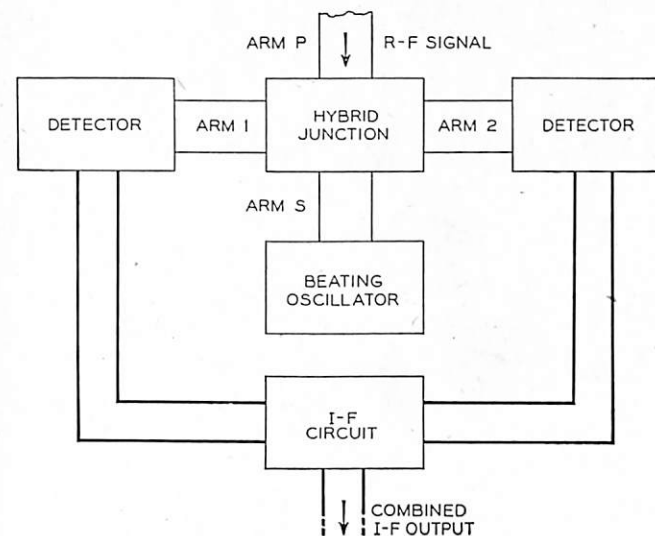 ARM P
R-F SIGNAL
DETECTOR
ARM 1
HYBRID
JUNCTION
ARM 2
DETECTOR
ARM S
BEATING
OSCILLATOR
I-F
CIRCUIT
COMBINED
I-F OUTPUT